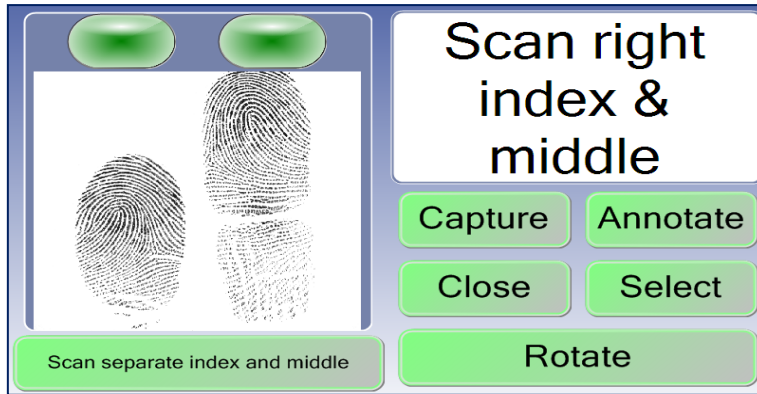 Scan right
index &
middle
Capture
Annotate
Close
Select
Scan separate index and middle
Rotate